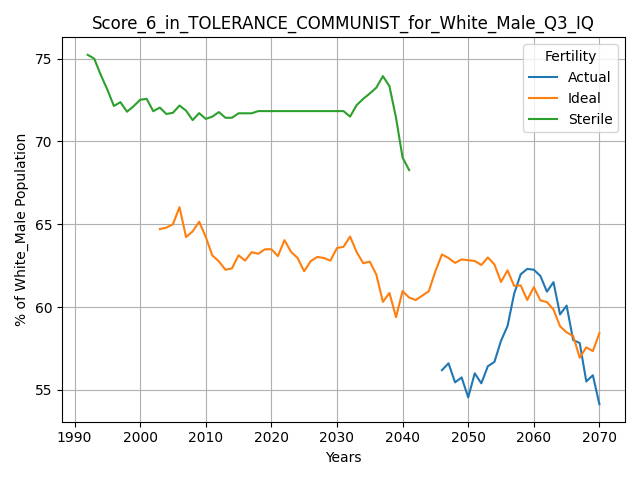 Score_6_in_TOLERANCE_COMMUNIST_for_White_Male_Q3_IQ
Fertility
Actual
Ideal
Sterile
% of White_Male Population
75
70
65
60
55
1990
2000
2010
2020
2030
2040
2050
2060
2070
Years